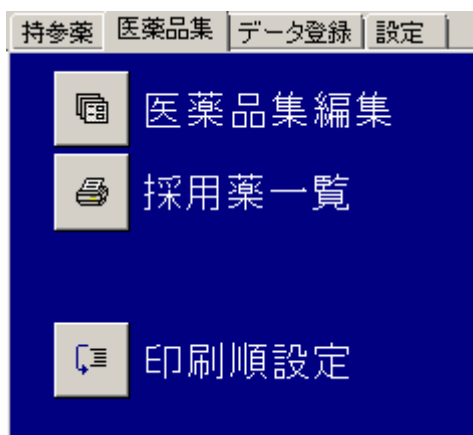 持参薬 医薬品集 データ登録 設定
医薬品集編集
採用薬一覧
印刷順設定